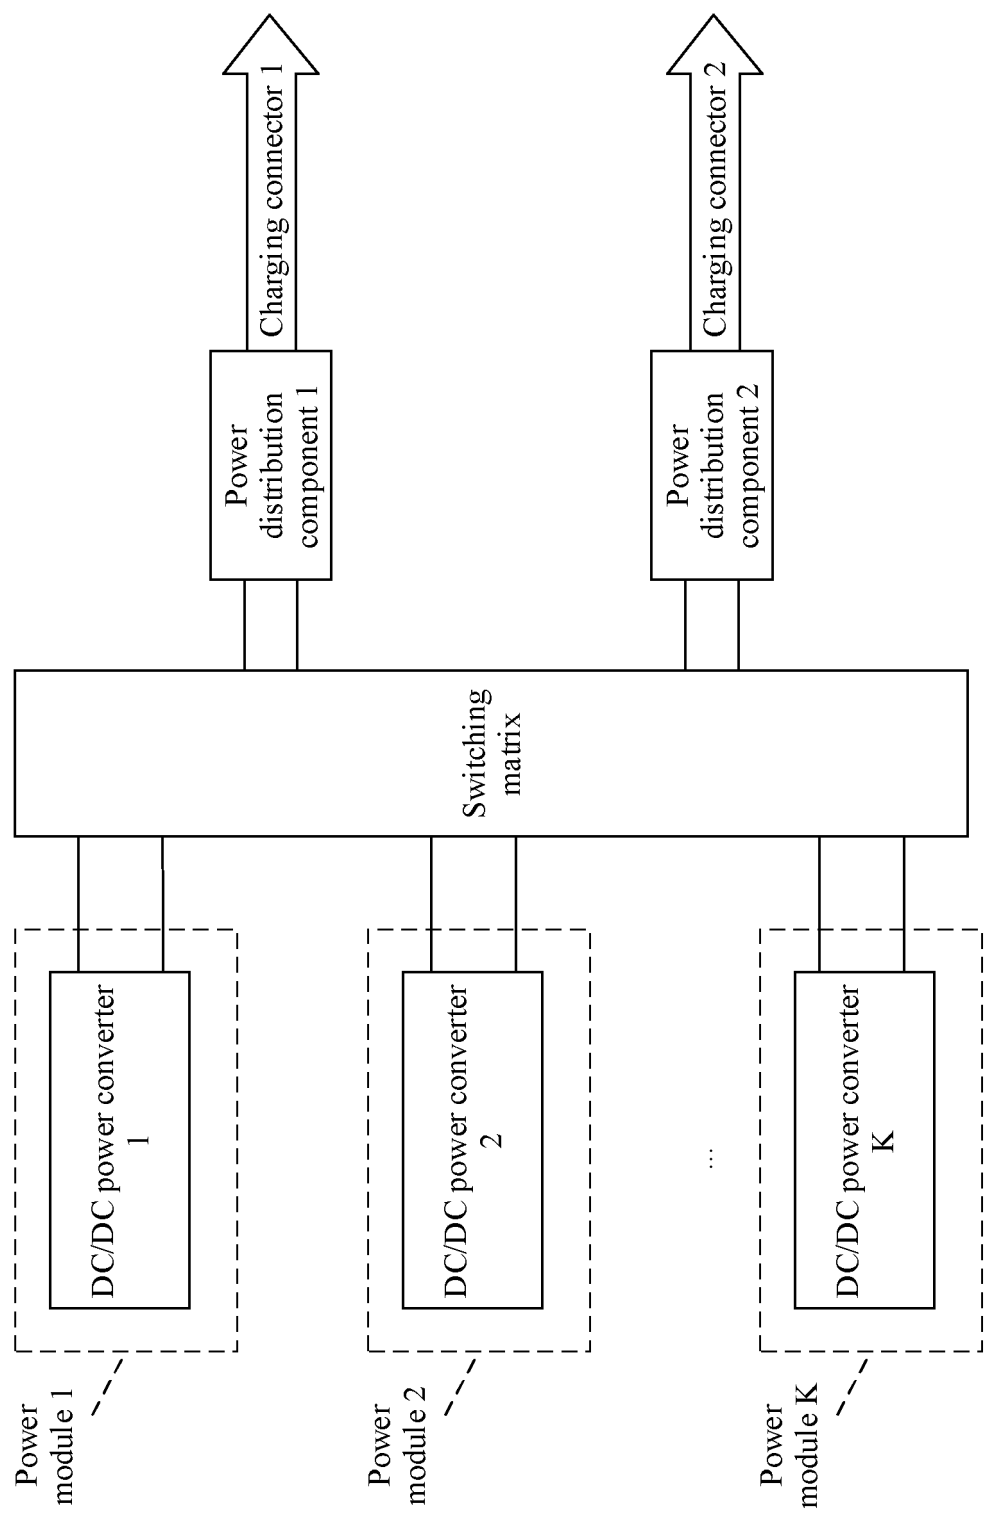 Power
module 1
DC/DC power converter
1
Power
module 2
DC/DC power converter
2
...
Power
module K
DC/DC power converter
K
Switching
matrix
Power
distribution
component 1
Charging connector 1
Power
distribution
component 2
Charging connector 2